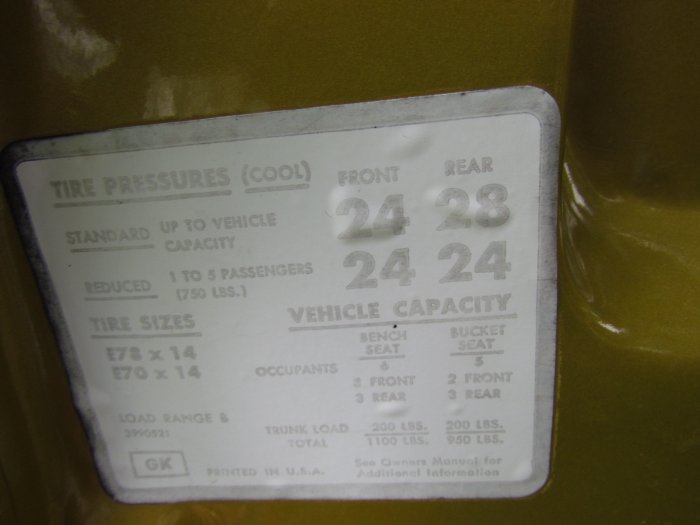 TIRE PRESSURES (COOL) FRONT REAR
STANDARD UP TO VEHICLE CAPACITY 24 28
REDUCED 1 TO 5 PASSENGERS (750 LBS.) 24 24
TIRE SIZES
E78 x 14
E70 x 14
LOAD RANGE B
3990521
GK
PRINTED IN U.S.A.
VEHICLE CAPACITY
BENCH SEAT BUCKET SEAT
OCCUPANTS 6 5
3 FRONT 2 FRONT
3 REAR 3 REAR
TRUNK LOAD 200 LBS. 200 LBS.
TOTAL 1100 LBS. 950 LBS.
See Owners Manual for
Additional Information